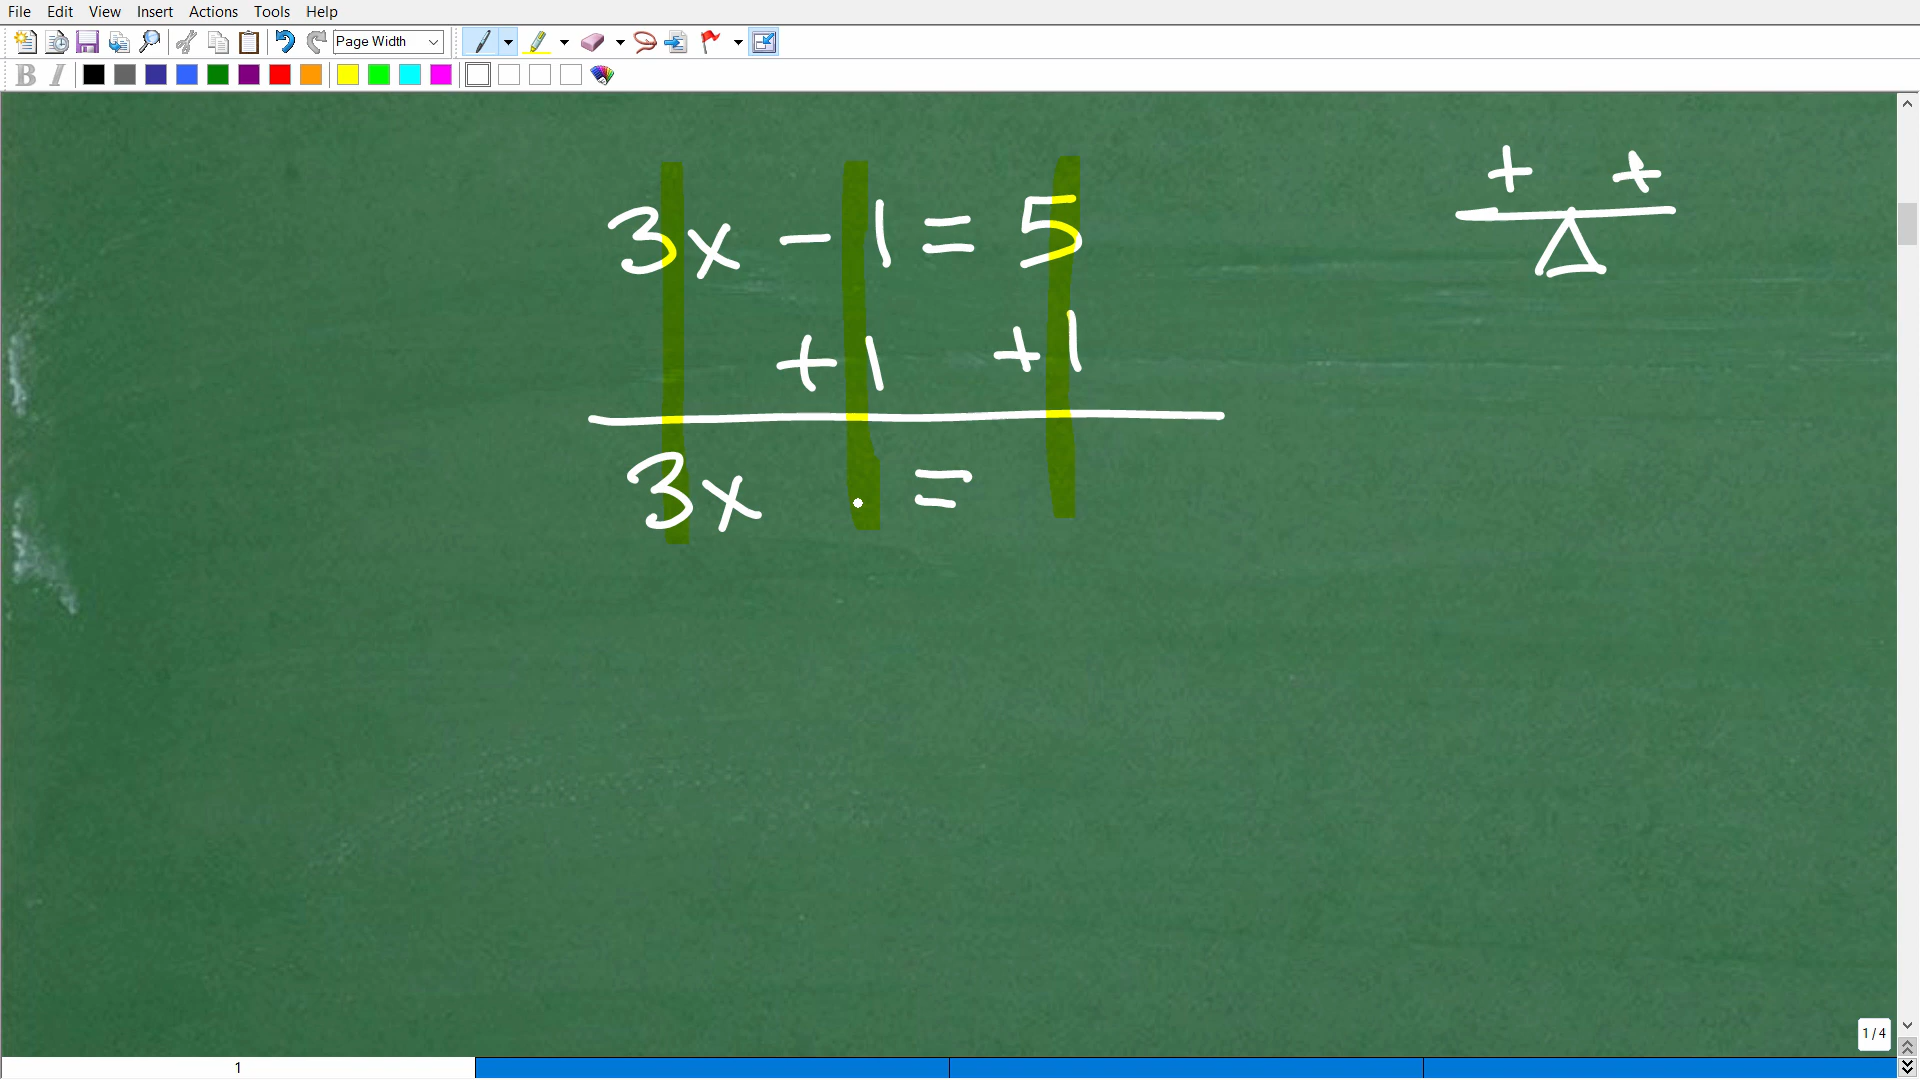 File Edit View Insert Actions Tools Help
Page Width
B I
3x - 1 = 5
+ 1 + 1
3x =
+ +
1 / 4
1